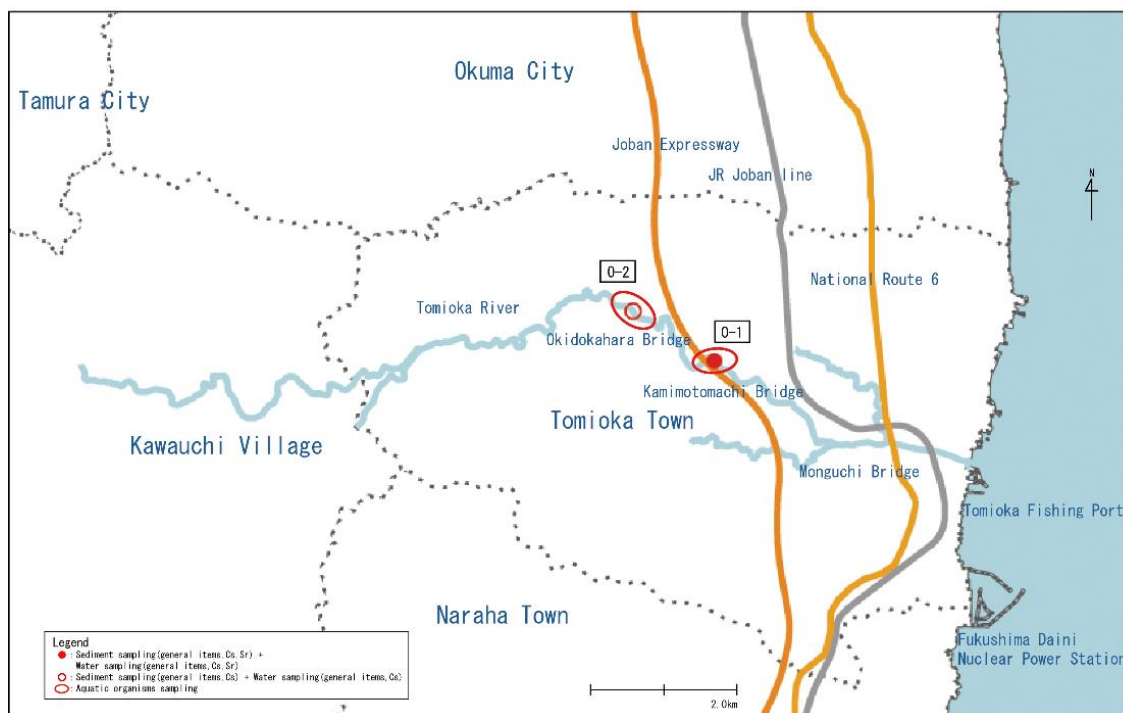 Okuma City
Tamura City
Joban Expressway
JR Joban line
N
4
O-2
National Route 6
Tomioka River
O-1
Okidokahara Bridge
Kamimotomachi Bridge
Tomioka Town
Kawauchi Village
Monguchi Bridge
Tomioka Fishing Port
Naraha Town
Fukushima Daini
Nuclear Power Station
Legend
: Sediment sampling(general items,Cs,Sr) +
Water sampling(general items,Cs,Sr)
: Sediment sampling(general items,Cs) + Water sampling(general items,Cs)
: Aquatic organisms sampling
2.0km